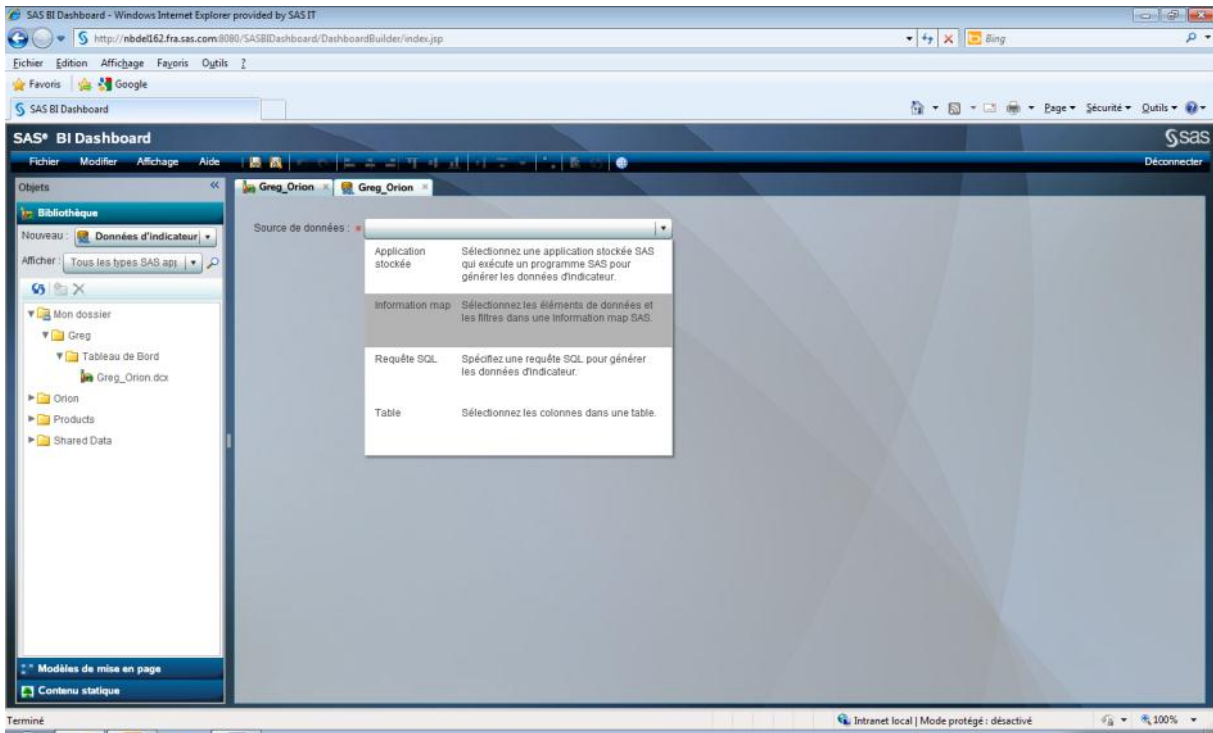 SAS BI Dashboard - Windows Internet Explorer provided by SAS IT
http://nbdel162.fra.sas.com:8080/SASBIDashboard/DashboardBuilder/index.jsp
Bing
Fichier Edition Affichage Favoris Outils ?
Favoris Google
SAS BI Dashboard
Page Sécurité Outils
SAS® BI Dashboard
sas
Fichier Modifier Affichage Aide
Déconnecter
Objets
Greg_Orion Greg_Orion
Bibliothèque
Nouveau : Données d'indicateur
Afficher : Tous les types SAS app
Source de données :
Application stockée
Sélectionnez une application stockée SAS
qui exécute un programme SAS pour
générer les données d'indicateur.
Information map
Sélectionnez les éléments de données et
les filtres dans une Information map SAS.
Requête SQL
Spécifiez une requête SQL pour générer
les données d'indicateur.
Table
Sélectionnez les colonnes dans une table.
Mon dossier
Greg
Tableau de Bord
Greg_Orion.dcx
Orion
Products
Shared Data
Modèles de mise en page
Contenu statique
Terminé
Intranet local | Mode protégé : désactivé
100%